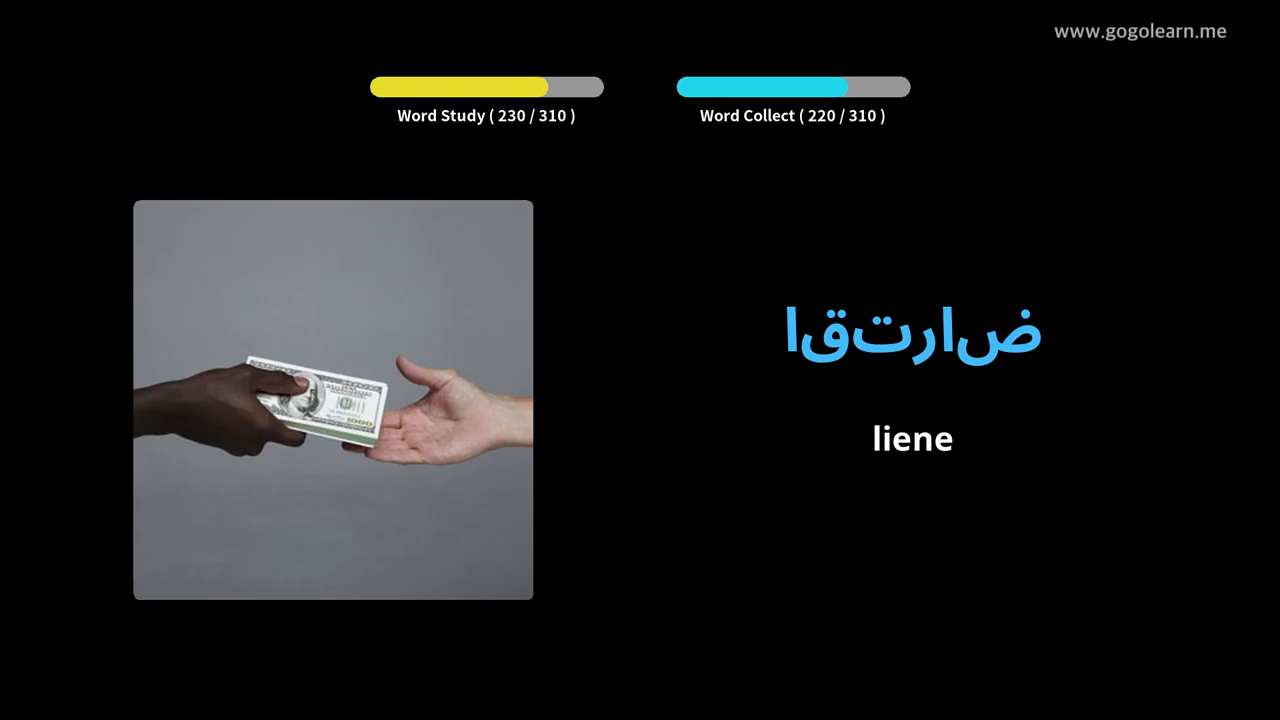 www.gogolearn.me
Word Study ( 230 / 310 )
Word Collect ( 220 / 310 )
اقتراض
liene